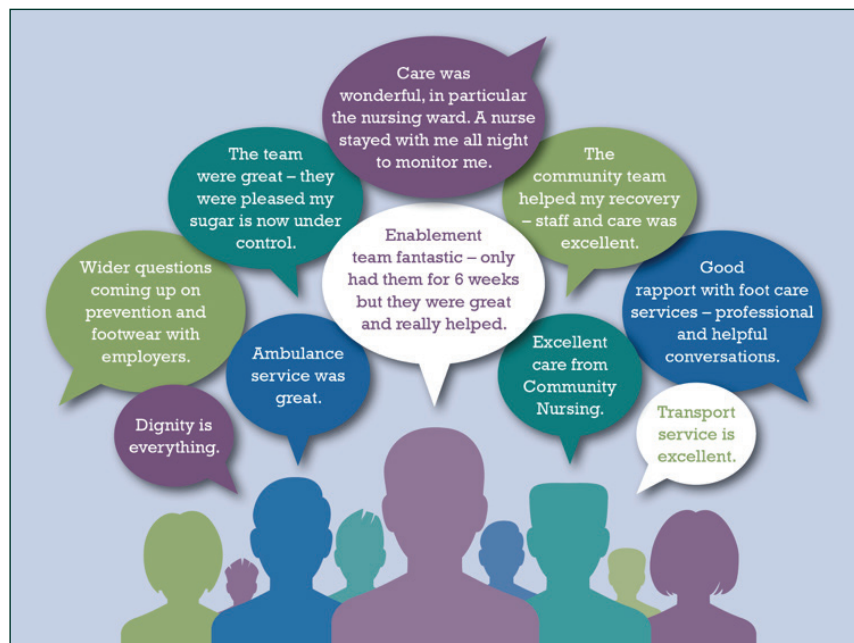 Care was
wonderful, in particular
the nursing ward. A nurse
stayed with me all night
to monitor me.
The team
were great – they
were pleased my
sugar is now under
control.
The
community team
helped my recovery
– staff and care was
excellent.
Wider questions
coming up on
prevention and
footwear with
employers.
Enablement
team fantastic – only
had them for 6 weeks
but they were great
and really helped.
Good
rapport with foot care
services – professional
and helpful
conversations.
Ambulance
service was
great.
Excellent
care from
Community
Nursing.
Dignity is
everything.
Transport
service is
excellent.